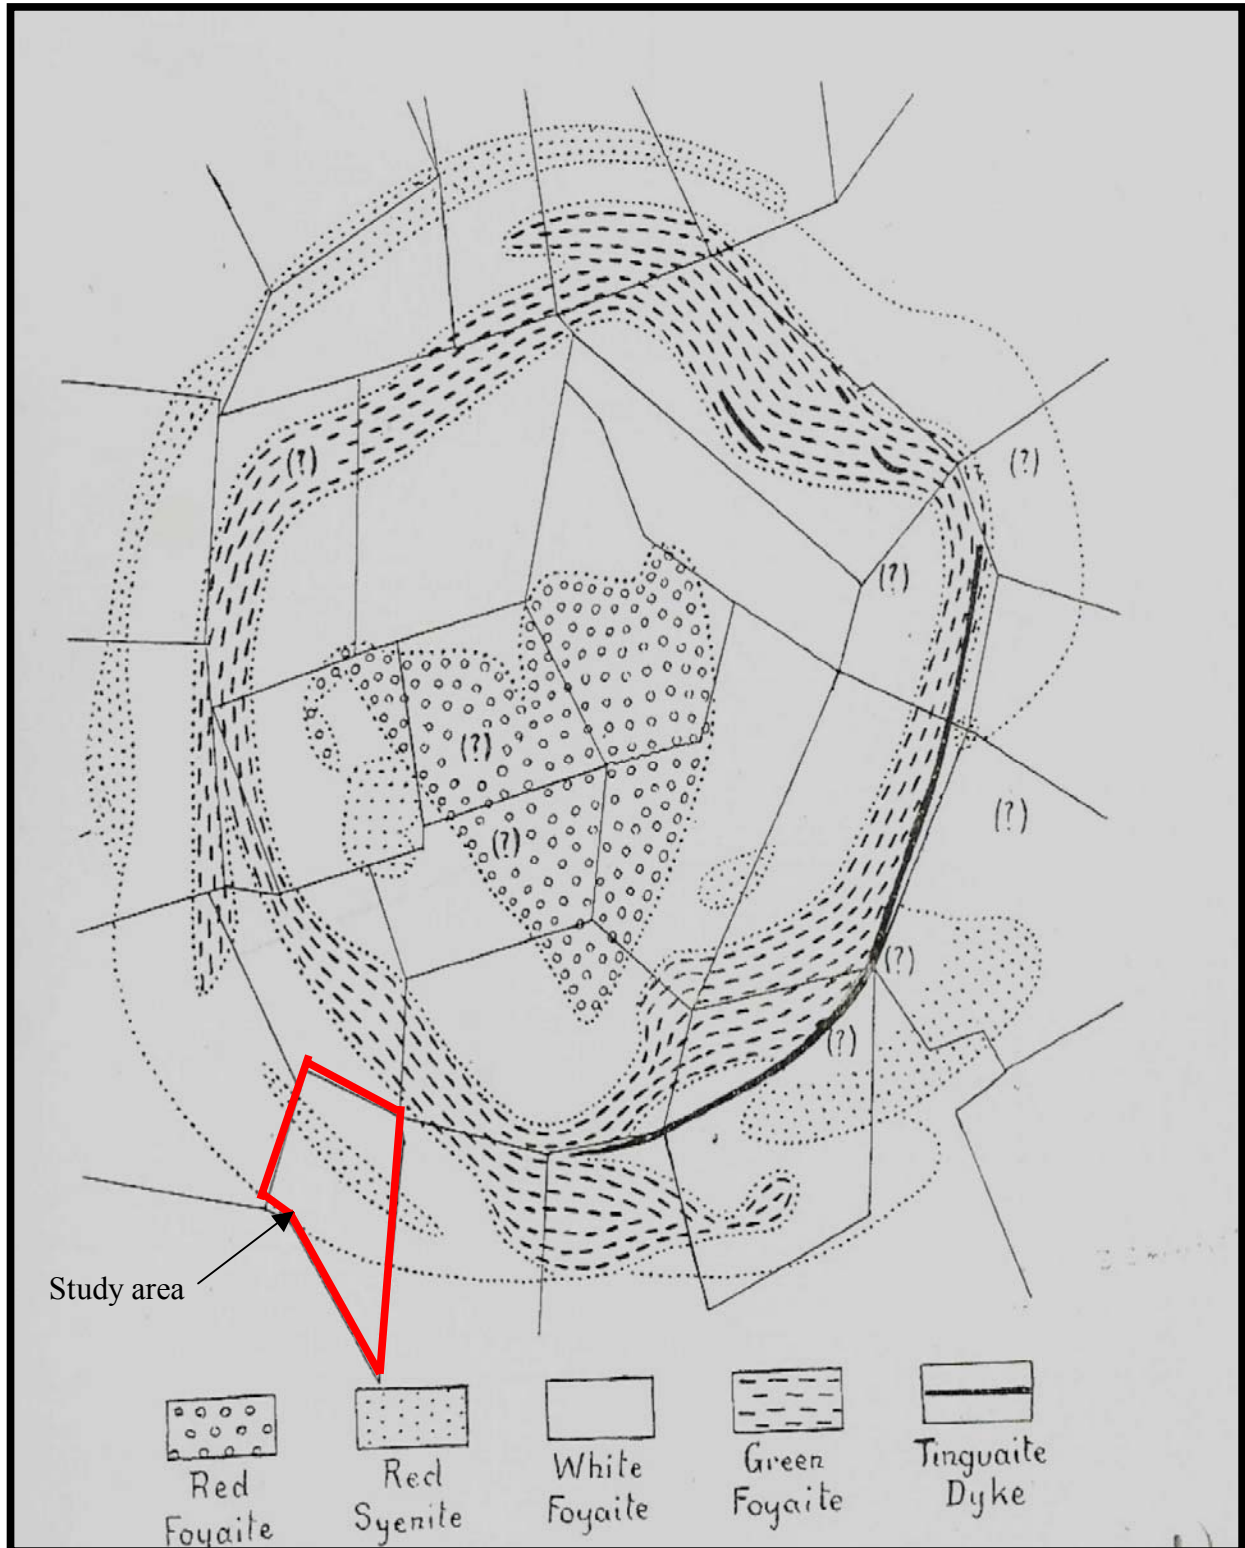 (?)
(?)
(?)
(?)
(?)
(?)
(?)
(?)
Study area
Red
Foyaite
Red
Syenite
White
Foyaite
Green
Foyaite
Tinguaite
Dyke